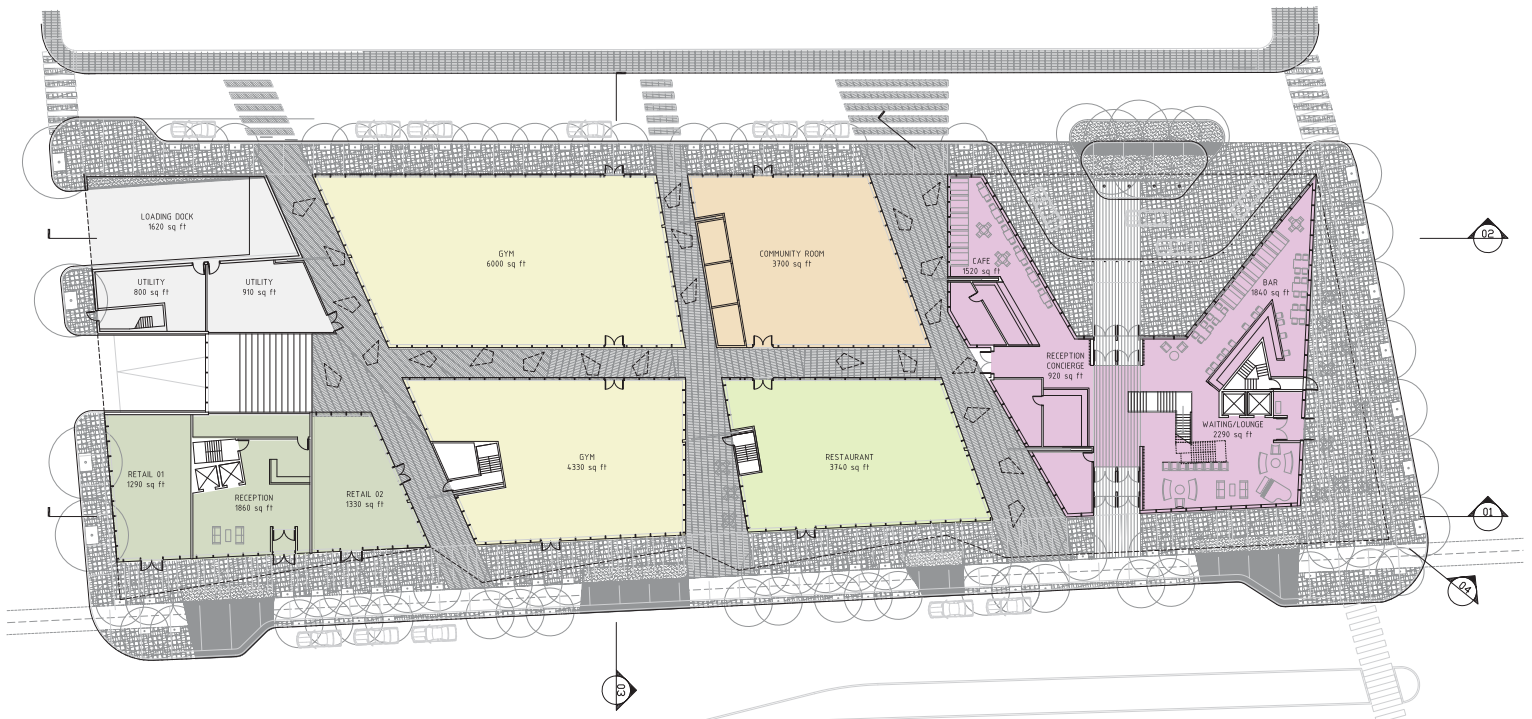 LOADING DOCK
1620 sq ft
UTILITY
800 sq ft
UTILITY
910 sq ft
GYM
6000 sq ft
COMMUNITY ROOM
3700 sq ft
CAFE
1520 sq ft
BAR
1840 sq ft
RECEPTION
CONCIERGE
920 sq ft
WAITING/LOUNGE
2290 sq ft
RETAIL 01
1290 sq ft
RECEPTION
1860 sq ft
RETAIL 02
1330 sq ft
GYM
4330 sq ft
RESTAURANT
3740 sq ft
02
01
04
03